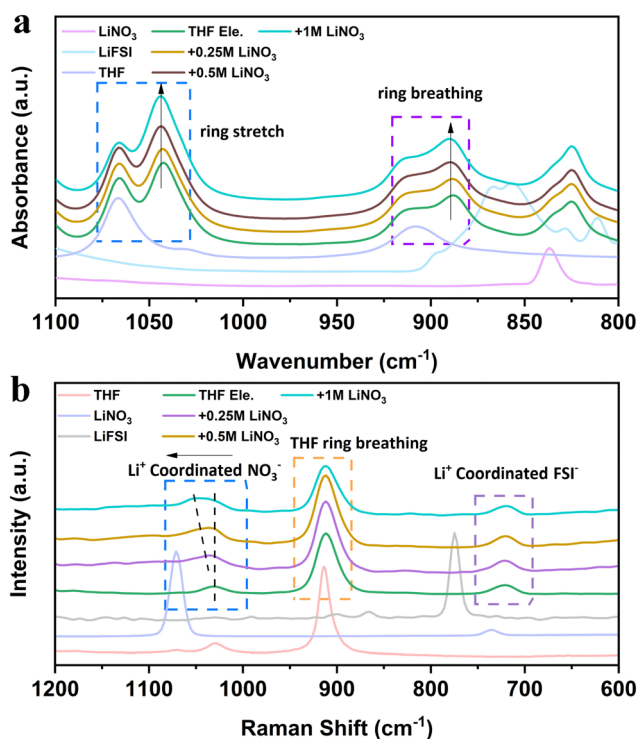 a
LiNO₃ THF Ele. +1M LiNO₃
LiFSI +0.25M LiNO₃
THF +0.5M LiNO₃
ring stretch
ring breathing
Absorbance (a.u.)
1100 1050 1000 950 900 850 800
Wavenumber (cm⁻¹)
b
THF THF Ele. +1M LiNO₃
LiNO₃ +0.25M LiNO₃
LiFSI +0.5M LiNO₃
THF ring breathing
Li⁺ Coordinated NO₃⁻
Li⁺ Coordinated FSI⁻
Intensity (a.u.)
1200 1100 1000 900 800 700 600
Raman Shift (cm⁻¹)